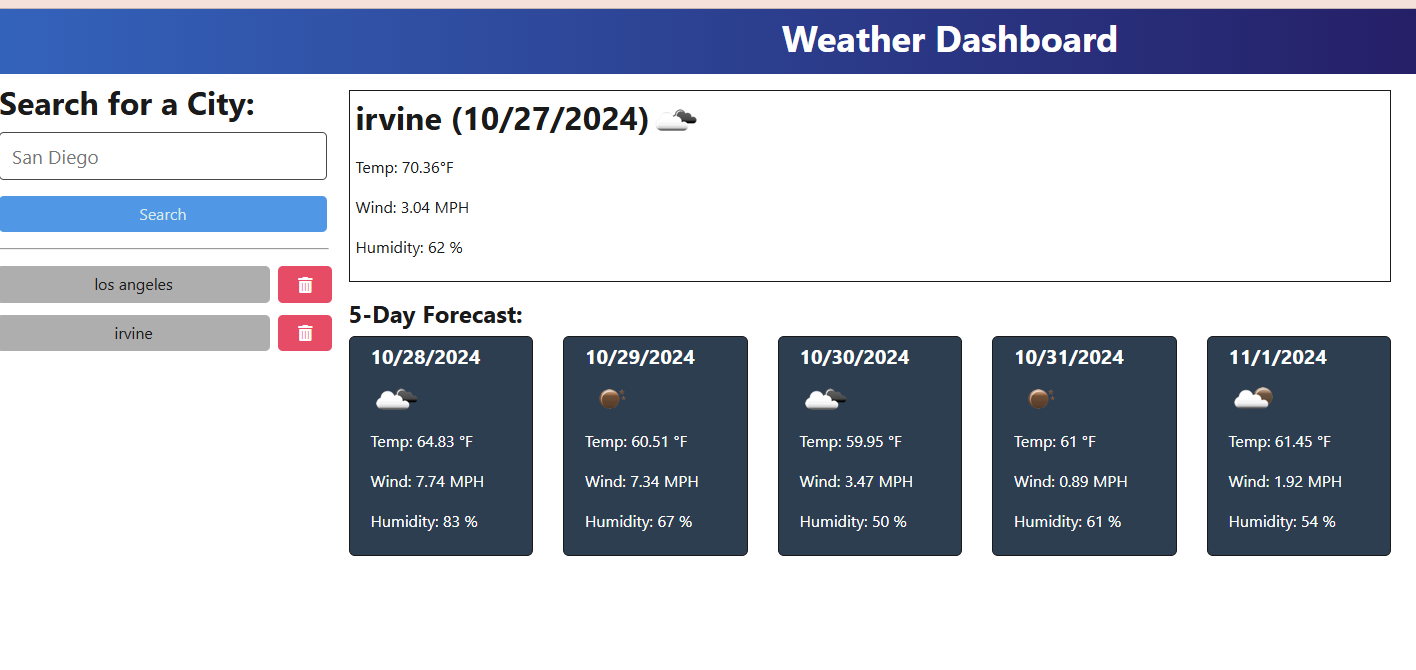 Weather Dashboard
Search for a City:
San Diego
Search
los angeles
irvine
irvine (10/27/2024)
Temp: 70.36°F
Wind: 3.04 MPH
Humidity: 62 %
5-Day Forecast:
10/28/2024
Temp: 64.83 °F
Wind: 7.74 MPH
Humidity: 83 %
10/29/2024
Temp: 60.51 °F
Wind: 7.34 MPH
Humidity: 67 %
10/30/2024
Temp: 59.95 °F
Wind: 3.47 MPH
Humidity: 50 %
10/31/2024
Temp: 61 °F
Wind: 0.89 MPH
Humidity: 61 %
11/1/2024
Temp: 61.45 °F
Wind: 1.92 MPH
Humidity: 54 %